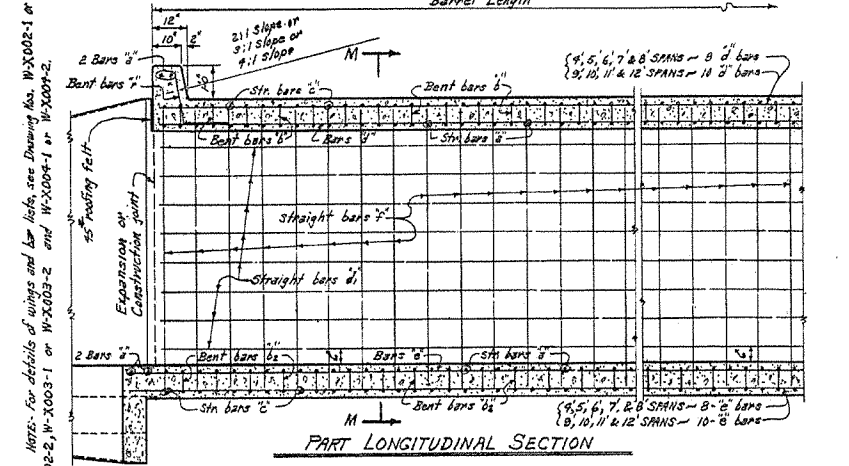 Barrel Length
12"
10"
2"
2:1 Slope or
3:1 Slope or
4:1 Slope
M
2 Bars "a"
Bent bars "r"
Str. bars "c"
Bent bars "b"
{4', 5', 6', 7' & 8' SPANS ~ 8 "d" bars
{9', 10', 11' & 12' SPANS ~ 10 "d" bars
Bent bars "b"
Bars "d"
Str. bars "a"
45# roofing felt
Expansion or
Construction joint
Straight bars "f"
Straight bars "d1"
2 Bars "a"
Bent bars "b2"
Bars "e"
Str. bars "a"
Str. bars "c"
Bent bars "b2"
M
{4', 5', 6', 7', & 8' SPANS ~ 8 - "e" bars
{9', 10', 11' & 12' SPANS ~ 10 - "e" bars
PART LONGITUDINAL SECTION
NOTE:- For details of wings and bar lists, see Drawing Nos. W-X002-1 or
02-2, W-X003-1 or W-X003-2 and W-X004-1 or W-X004-2.